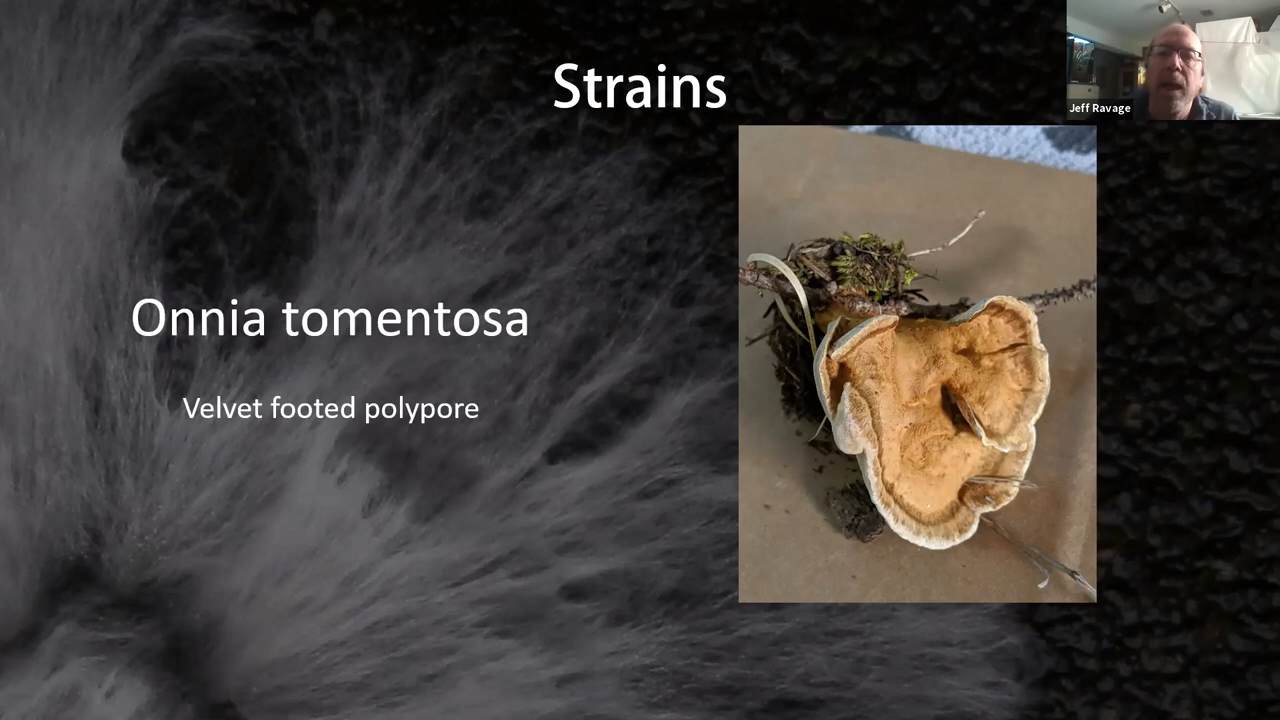 Strains
Jeff Ravage
Onnia tomentosa
Velvet footed polypore